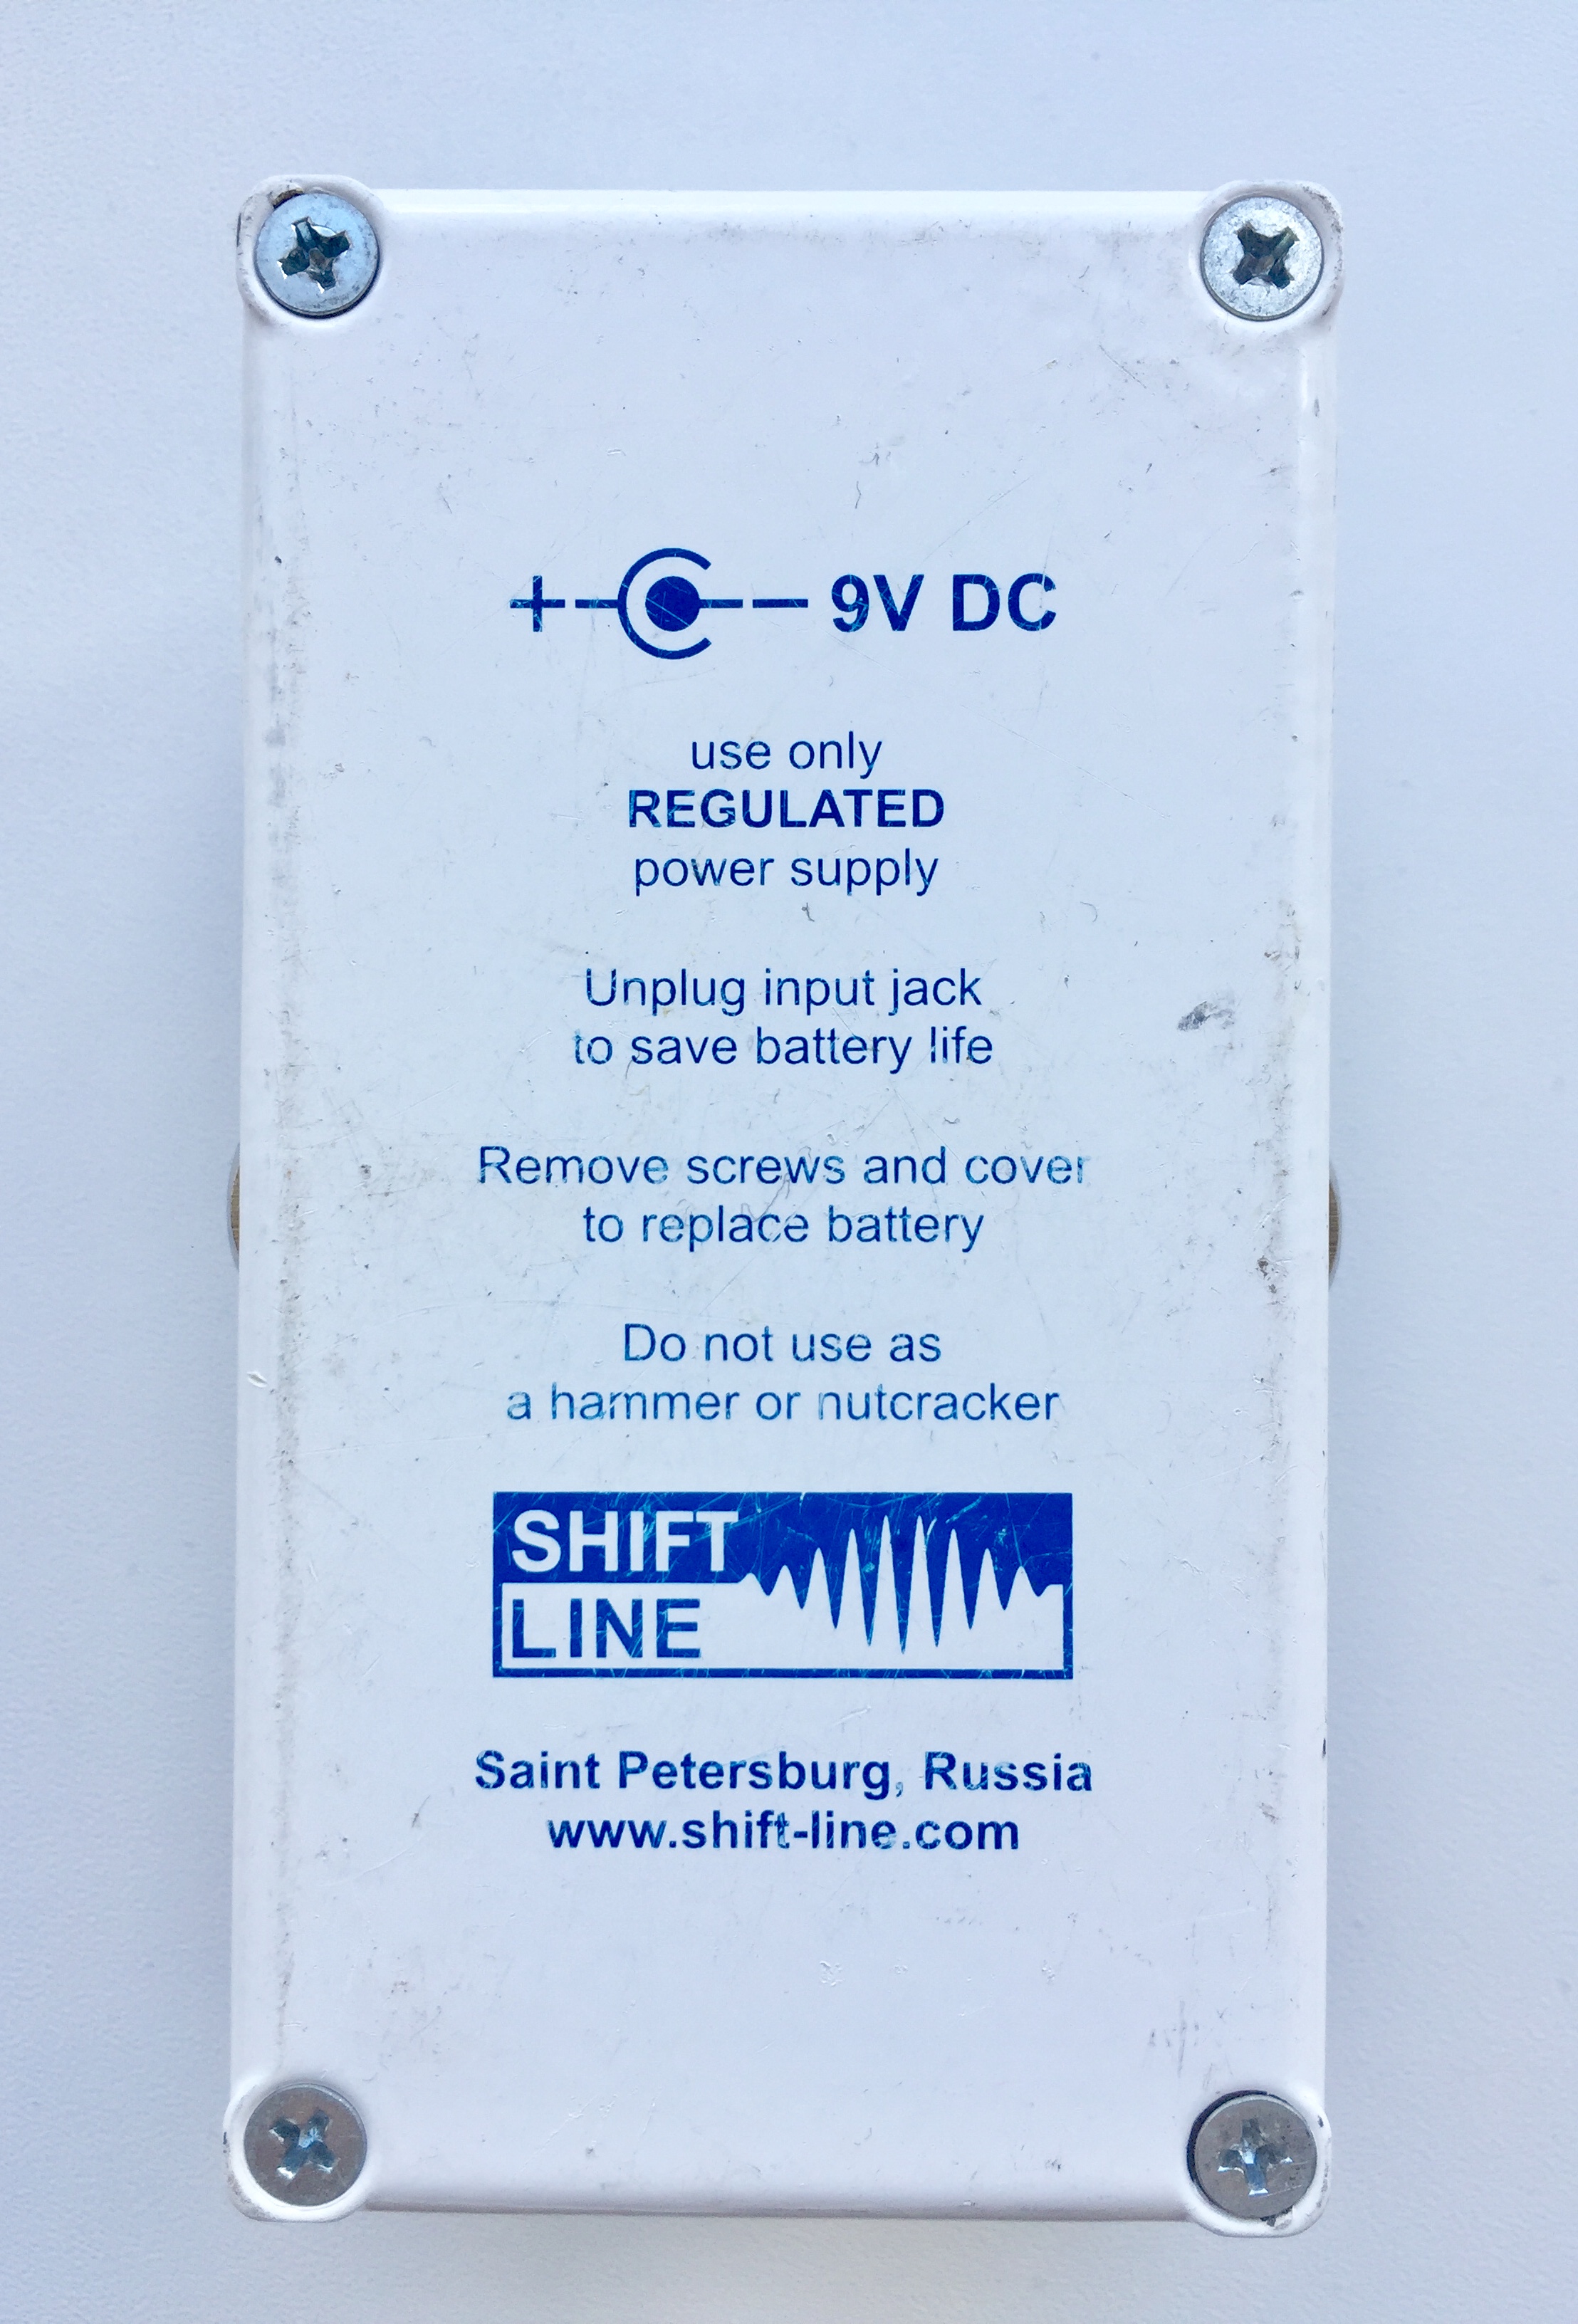 + − 9V DC
use only
REGULATED
power supply
Unplug input jack
to save battery life
Remove screws and cover
to replace battery
Do not use as
a hammer or nutcracker
SHIFT
LINE
Saint Petersburg, Russia
www.shift-line.com